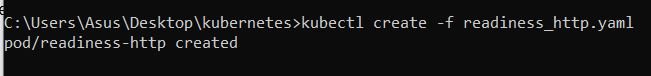 C:\Users\Asus\Desktop\kubernetes>kubectl create -f readiness_http.yaml
pod/readiness-http created